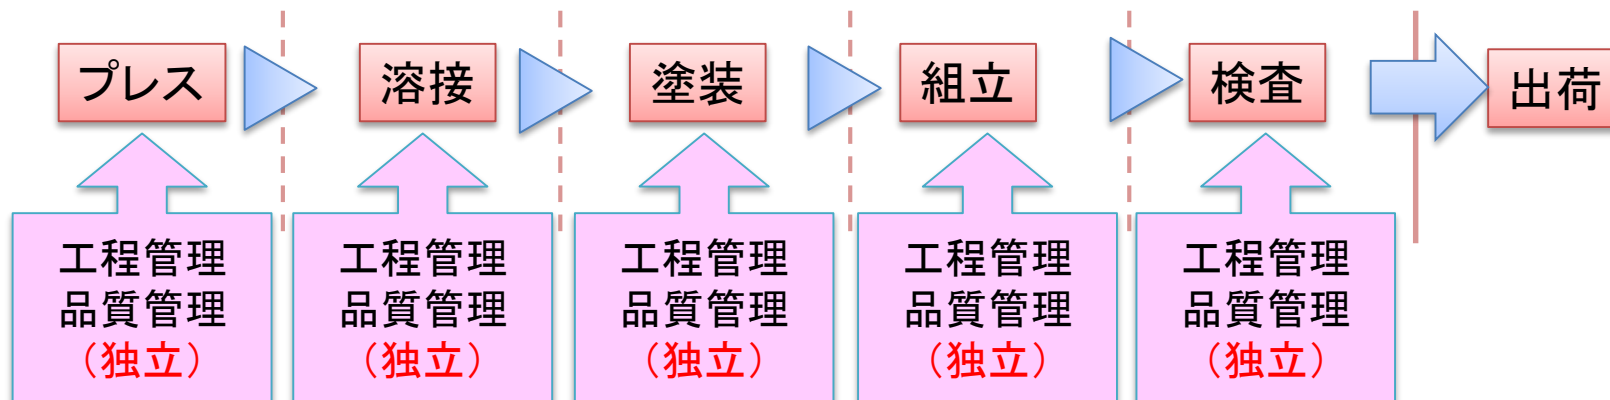 プレス
溶接
塗装
組立
検査
出荷
工程管理
品質管理
（独立）
工程管理
品質管理
（独立）
工程管理
品質管理
（独立）
工程管理
品質管理
（独立）
工程管理
品質管理
（独立）